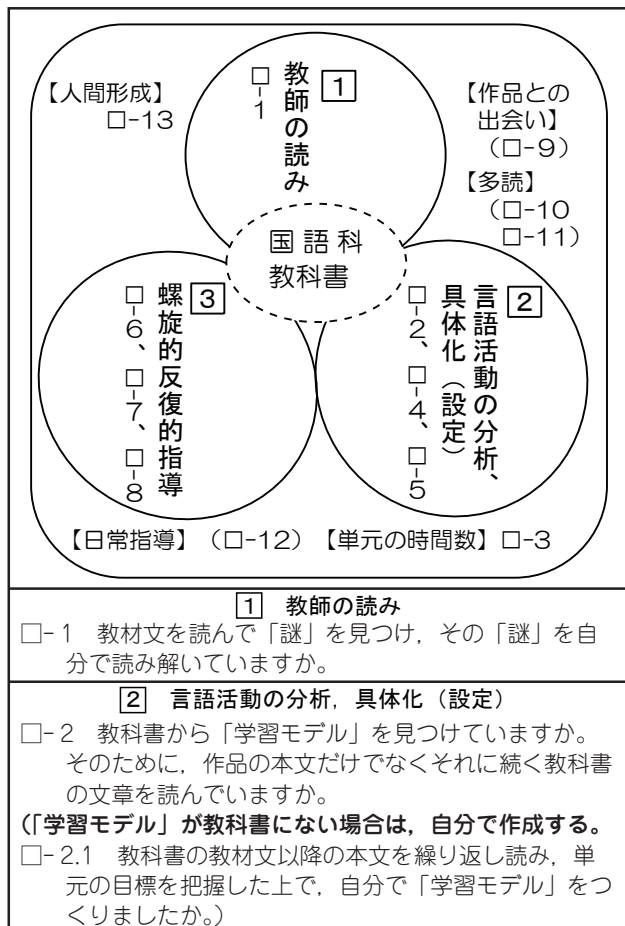 【人間形成】
□-13
1 教師の読み
□-1
【作品との
出会い】
(□-9)
【多読】
(□-10
□-11)
国語科
教科書
3 螺旋的反復的指導
□-6、□-7、□-8
2 言語活動の分析、
具体化（設定）
□-2、□-4、□-5
【日常指導】（□-12）【単元の時間数】□-3
1 教師の読み
□-1 教材文を読んで「謎」を見つけ，その「謎」を自
分で読み解いていますか。
2 言語活動の分析，具体化（設定）
□-2 教科書から「学習モデル」を見つけていますか。
そのために，作品の本文だけでなくそれに続く教科書
の文章を読んでいますか。
(「学習モデル」が教科書にない場合は，自分で作成する。
□-2.1 教科書の教材文以降の本文を繰り返し読み，単
元の目標を把握した上で，自分で「学習モデル」をつ
くりましたか。)